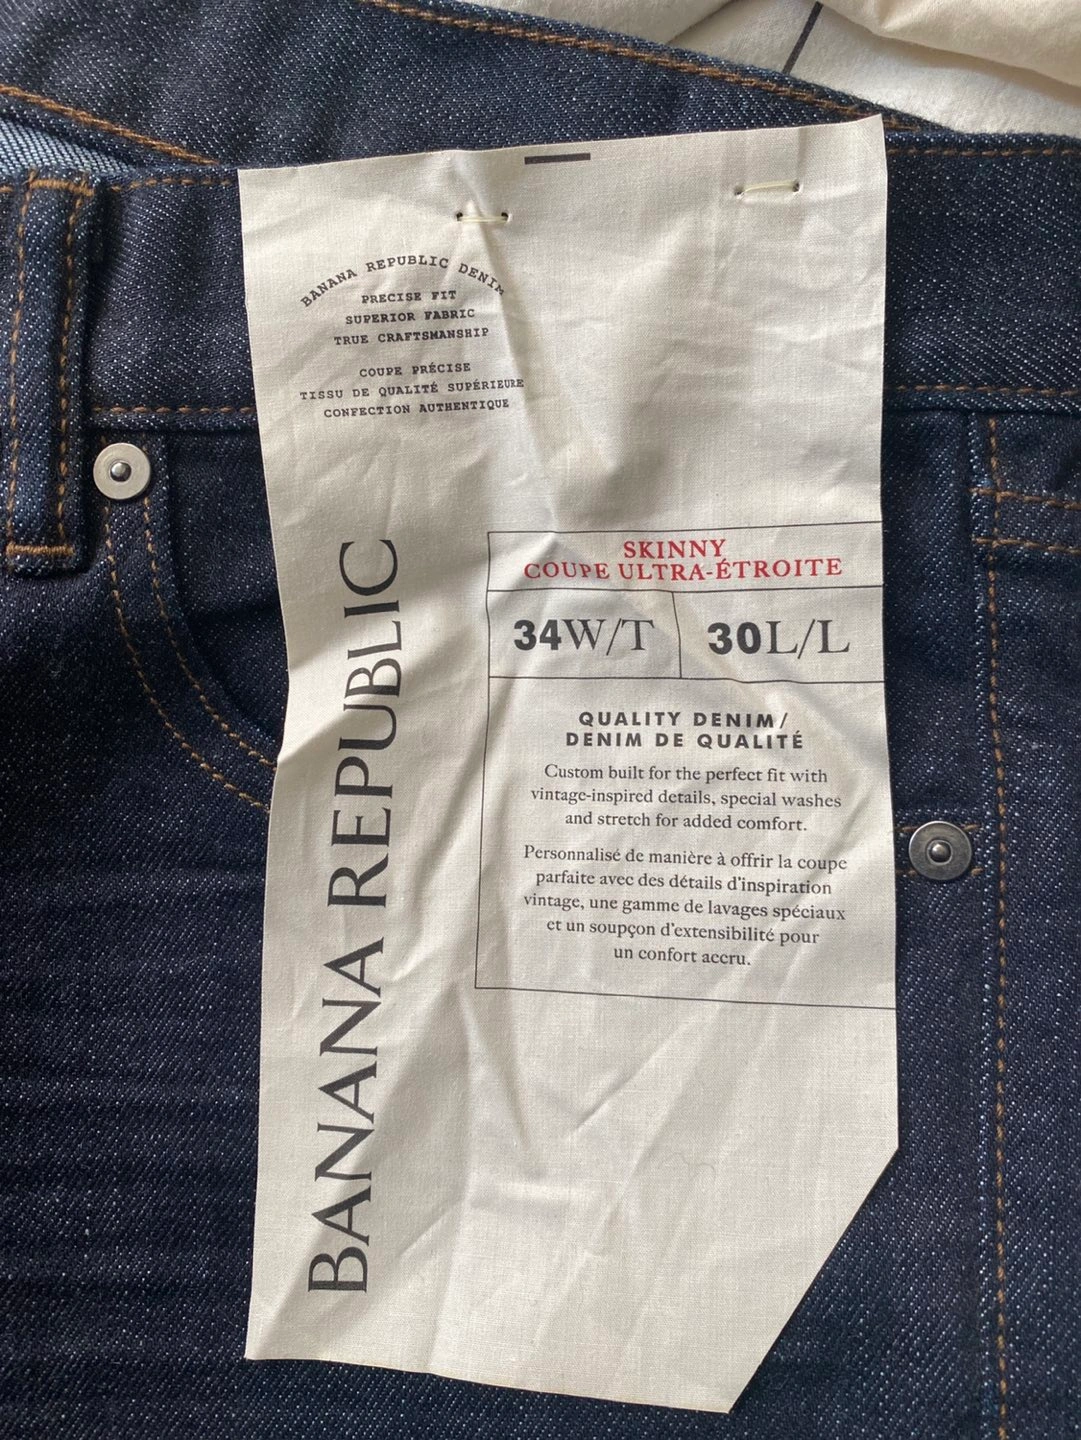 BANANA REPUBLIC DENIM
PRECISE FIT
SUPERIOR FABRIC
TRUE CRAFTSMANSHIP
COUPE PRÉCISE
TISSU DE QUALITÉ SUPÉRIEURE
CONFECTION AUTHENTIQUE
BANANA REPUBLIC
SKINNY
COUPE ULTRA-ÉTROITE
34W/T
30L/L
QUALITY DENIM/
DENIM DE QUALITÉ
Custom built for the perfect fit with
vintage-inspired details, special washes
and stretch for added comfort.
Personnalisé de manière à offrir la coupe
parfaite avec des détails d'inspiration
vintage, une gamme de lavages spéciaux
et un soupçon d'extensibilité pour
un confort accru.